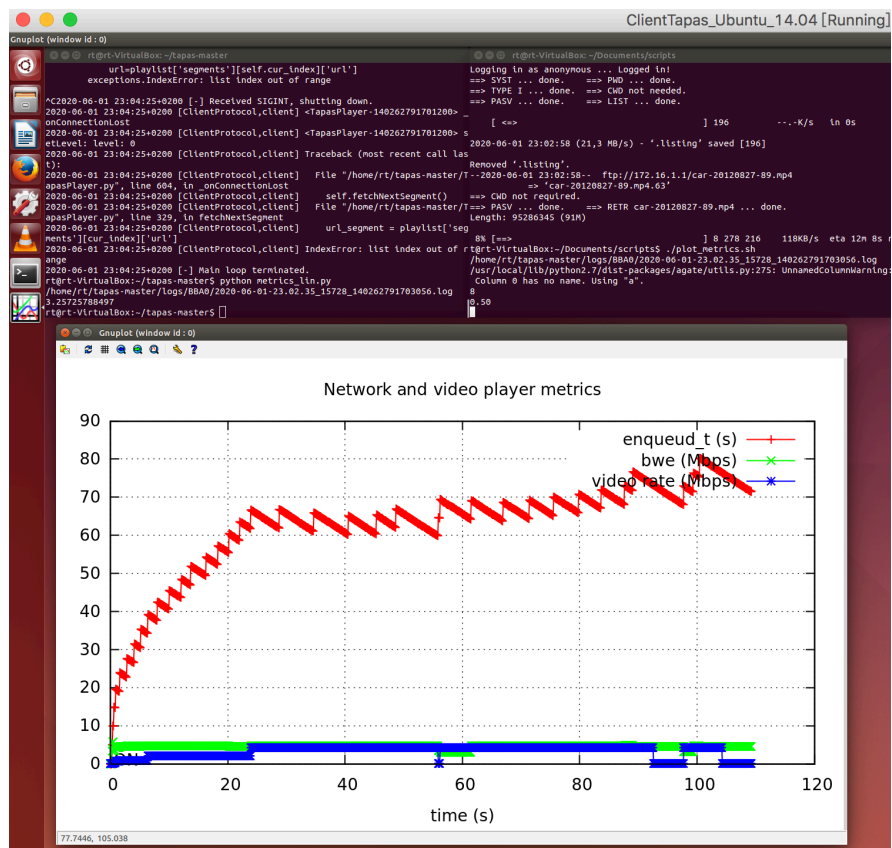 ClientTapas_Ubuntu_14.04 [Running]
Gnuplot (window id : 0)
rt@rt-VirtualBox: ~/tapas-master
url=playlist['segments'][self.cur_index]['url']
exceptions.IndexError: list index out of range
^C2020-06-01 23:04:25+0200 [-] Received SIGINT, shutting down.
2020-06-01 23:04:25+0200 [ClientProtocol,client] <TapasPlayer-140262791701200> _
onConnectionLost
2020-06-01 23:04:25+0200 [ClientProtocol,client] <TapasPlayer-140262791701200> s
etLevel: level: 0
2020-06-01 23:04:25+0200 [ClientProtocol,client] Traceback (most recent call las
t):
2020-06-01 23:04:25+0200 [ClientProtocol,client]   File "/home/rt/tapas-master/T
apasPlayer.py", line 604, in _onConnectionLost
2020-06-01 23:04:25+0200 [ClientProtocol,client]     self.fetchNextSegment()
2020-06-01 23:04:25+0200 [ClientProtocol,client]   File "/home/rt/tapas-master/T
apasPlayer.py", line 329, in fetchNextSegment
2020-06-01 23:04:25+0200 [ClientProtocol,client]     url_segment = playlist['seg
ments'][cur_index]['url']
2020-06-01 23:04:25+0200 [ClientProtocol,client] IndexError: list index out of r
ange
2020-06-01 23:04:25+0200 [-] Main loop terminated.
rt@rt-VirtualBox:~/tapas-master$ python metrics_lin.py
/home/rt/tapas-master/logs/BBA0/2020-06-01-23.02.35_15728_140262791703056.log
3.25725788497
rt@rt-VirtualBox:~/tapas-master$
rt@rt-VirtualBox: ~/Documents/scripts
Logging in as anonymous ... Logged in!
==> SYST ... done.    ==> PWD ... done.
==> TYPE I ... done.  ==> CWD not needed.
==> PASV ... done.    ==> LIST ... done.
[ <=> ] 196 --.-K/s in 0s
2020-06-01 23:02:58 (21,3 MB/s) - ‘.listing’ saved [196]
Removed ‘.listing’.
--2020-06-01 23:02:58--  ftp://172.16.1.1/car-20120827-89.mp4
=> ‘car-20120827-89.mp4.63’
==> CWD not required.
==> PASV ... done.    ==> RETR car-20120827-89.mp4 ... done.
Length: 95286345 (91M)
8% [==> ] 8 278 216 118KB/s eta 12m 8s
rt@rt-VirtualBox:~/Documents/scripts$ ./plot_metrics.sh
/home/rt/tapas-master/logs/BBA0/2020-06-01-23.02.35_15728_140262791703056.log
/usr/local/lib/python2.7/dist-packages/agate/utils.py:275: UnnamedColumnWarning:
Column 0 has no name. Using "a".
8
0.50
Gnuplot (window id : 0)
Network and video player metrics
enqueud_t (s)
bwe (Mbps)
video rate (Mbps)
90
80
70
60
50
40
30
20
10
0
0 20 40 60 80 100 120
time (s)
77.7446, 105.038